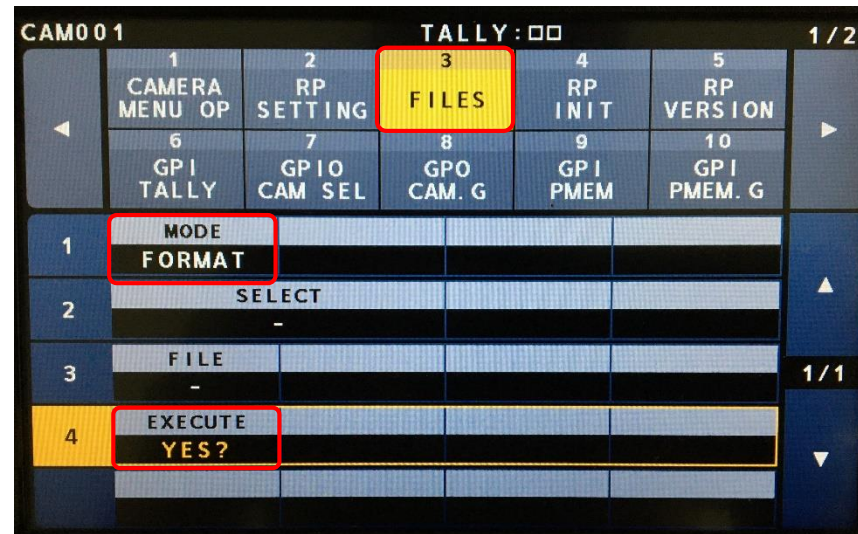 CAM001 TALLY:□□ 1/2
1 2 3 4 5
CAMERA RP FILES RP RP
MENU OP SETTING INIT VERSION
◀ ▶
6 7 8 9 10
GPI GPIO GPO GPI GPI
TALLY CAM SEL CAM.G PMEM PMEM.G
1 MODE
FORMAT
▲
2 SELECT
-
3 FILE
-
1/1
4 EXECUTE
YES?
▼